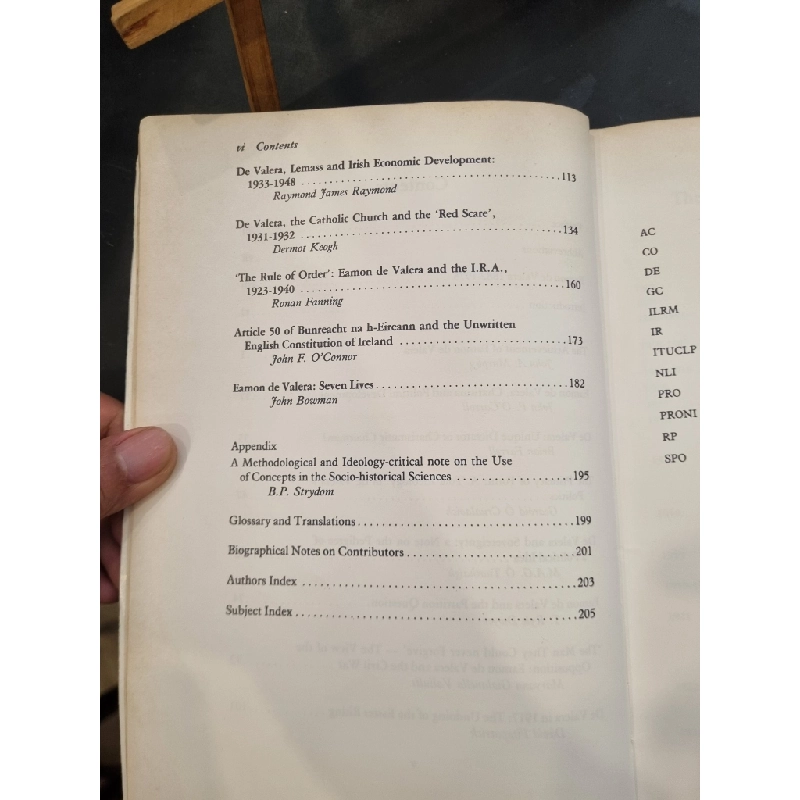 vi Contents
De Valera, Lemass and Irish Economic Development:
1933-1948 ........................................ 113
Raymond James Raymond
De Valera, the Catholic Church and the 'Red Scare',
1931-1932 ........................................ 134
Dermot Keogh
'The Rule of Order': Eamon de Valera and the I.R.A.,
1923-1940 ........................................ 160
Ronan Fanning
Article 50 of Bunreacht na h-Eireann and the Unwritten
English Constitution of Ireland ......................... 173
John F. O'Connor
Eamon de Valera: Seven Lives ............................ 182
John Bowman
Appendix
A Methodological and Ideology-critical note on the Use
of Concepts in the Socio-historical Sciences ................ 195
B.P. Strydom
Glossary and Translations ................................ 199
Biographical Notes on Contributors ........................ 201
Authors Index ........................................ 203
Subject Index ........................................ 205
AC
CO
DE
GC
ILRM
IR
ITUCLP
NLI
PRO
PRONI
RP
SPO